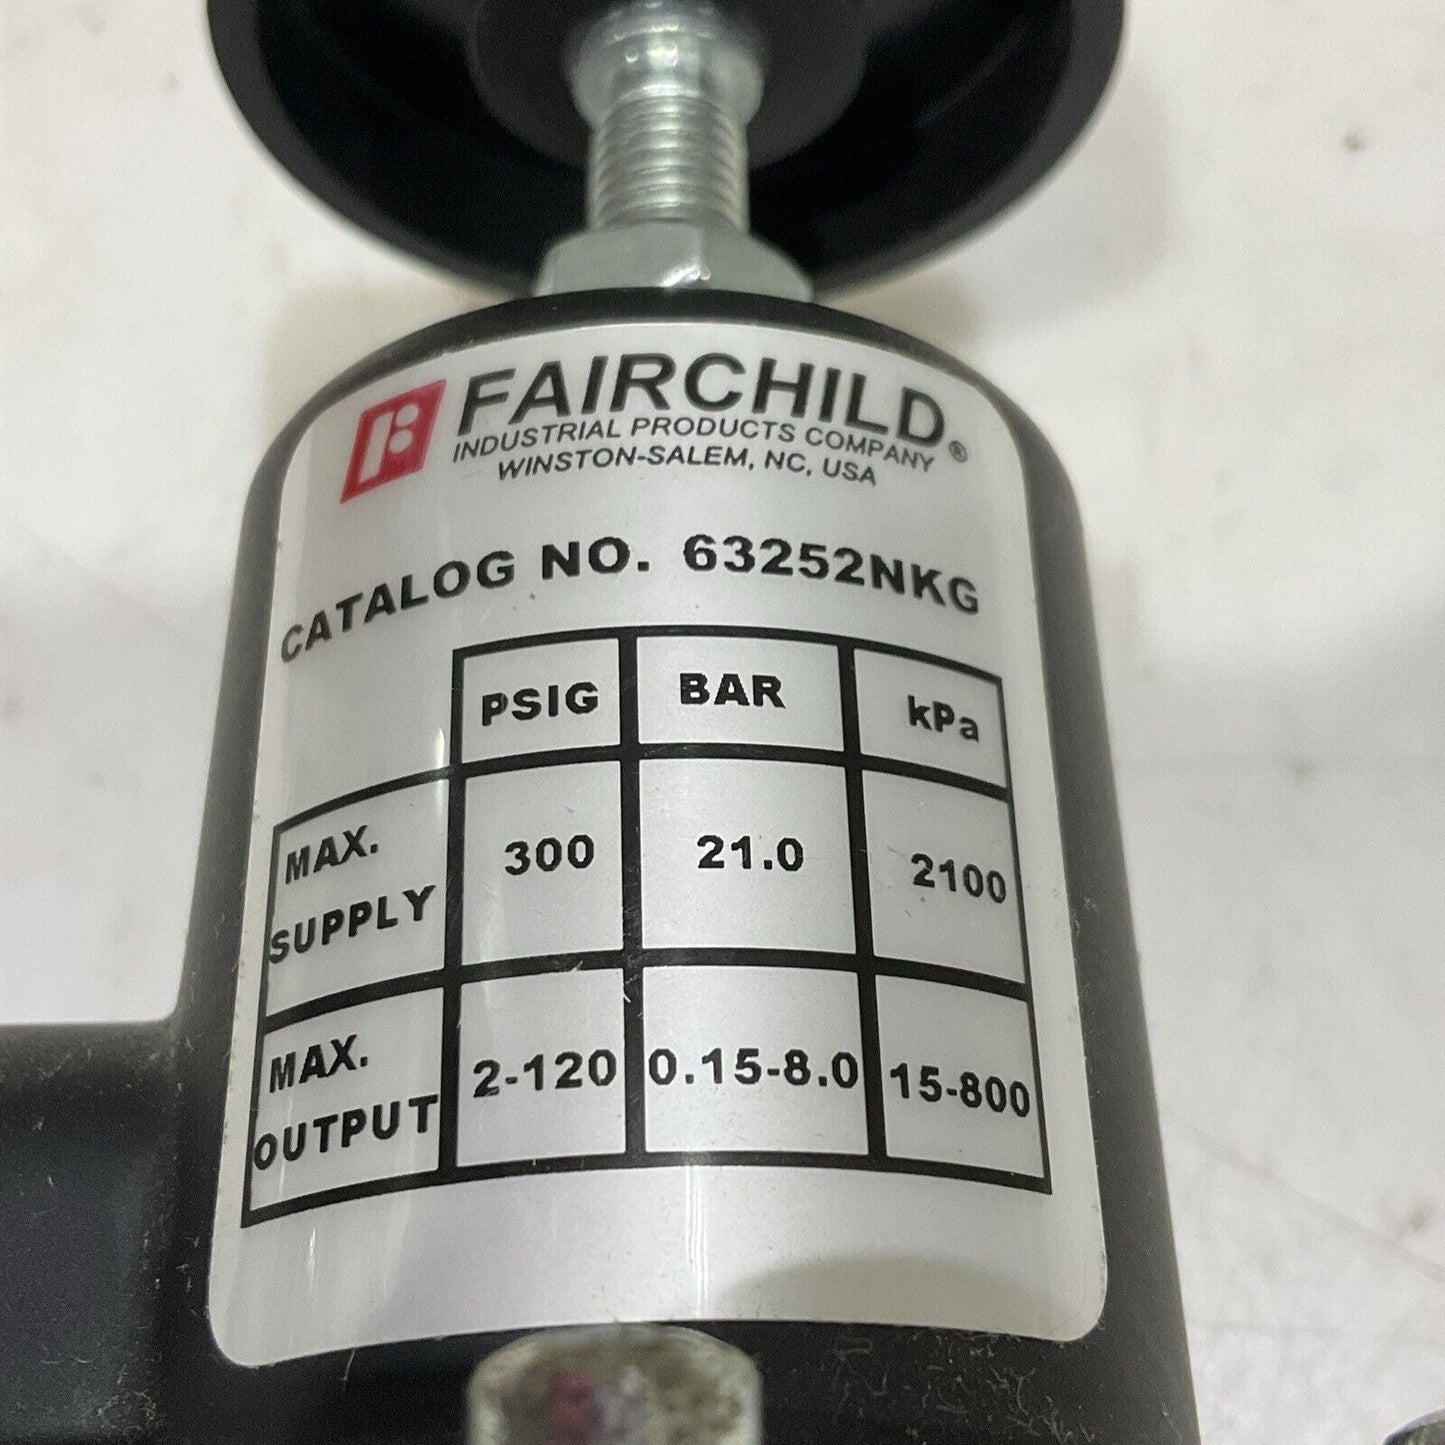 FAIRCHILD®
INDUSTRIAL PRODUCTS COMPANY
WINSTON-SALEM, NC, USA
CATALOG NO. 63252NKG
PSIG BAR kPa
MAX. SUPPLY 300 21.0 2100
MAX. OUTPUT 2-120 0.15-8.0 15-800